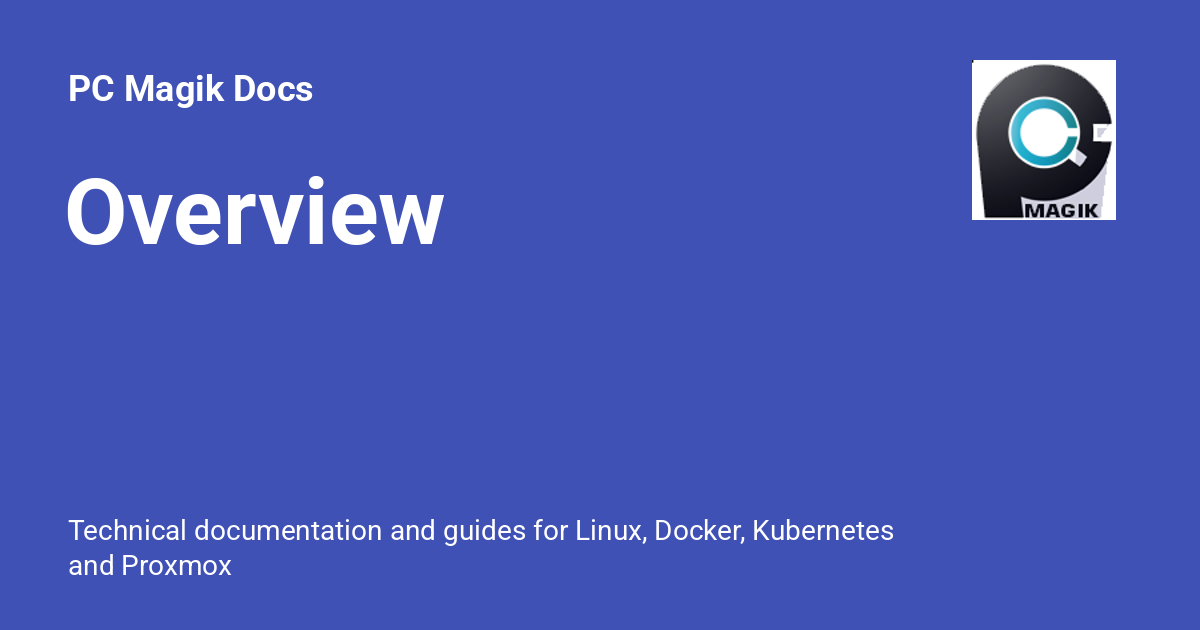 PC Magik Docs
MAGIK
Overview
Technical documentation and guides for Linux, Docker, Kubernetes
and Proxmox